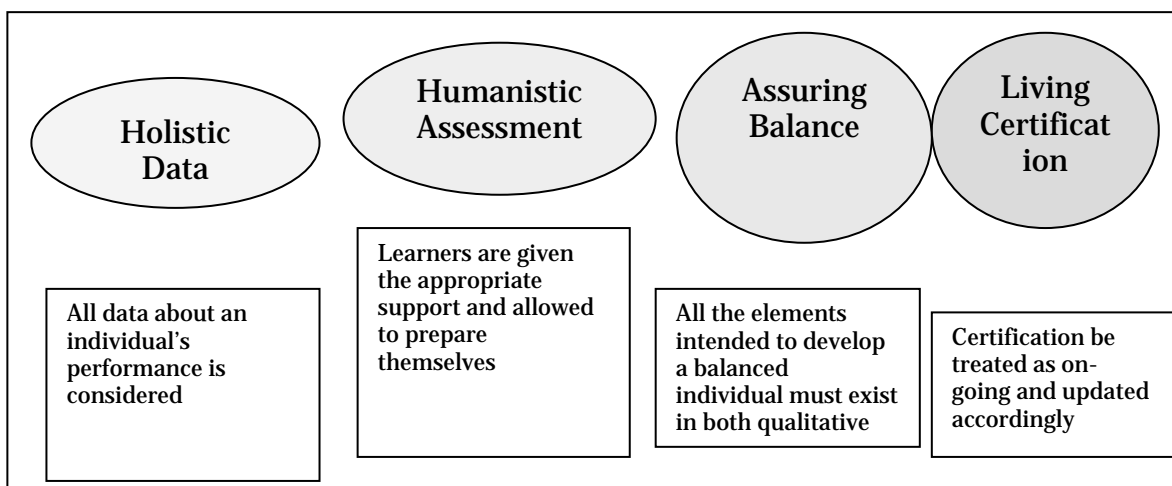 Holistic
Data
Humanistic
Assessment
Assuring
Balance
Living
Certificat
ion
All data about an
individual’s
performance is
considered
Learners are given
the appropriate
support and allowed
to prepare
themselves
All the elements
intended to develop
a balanced
individual must exist
in both qualitative
Certification be
treated as on-
going and updated
accordingly